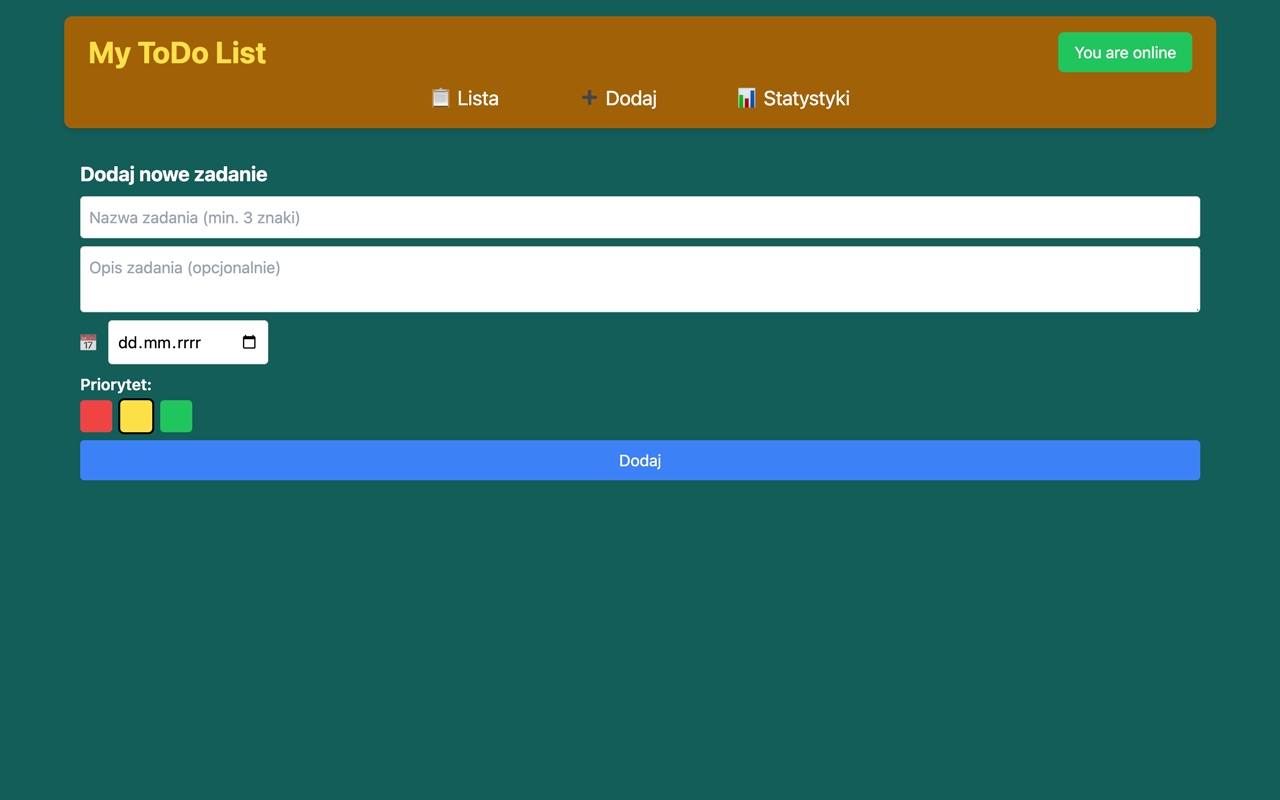 My ToDo List
You are online
📋 Lista
➕ Dodaj
📊 Statystyki
Dodaj nowe zadanie
Nazwa zadania (min. 3 znaki)
Opis zadania (opcjonalnie)
📅 dd.mm.rrrr
Priorytet:
Dodaj